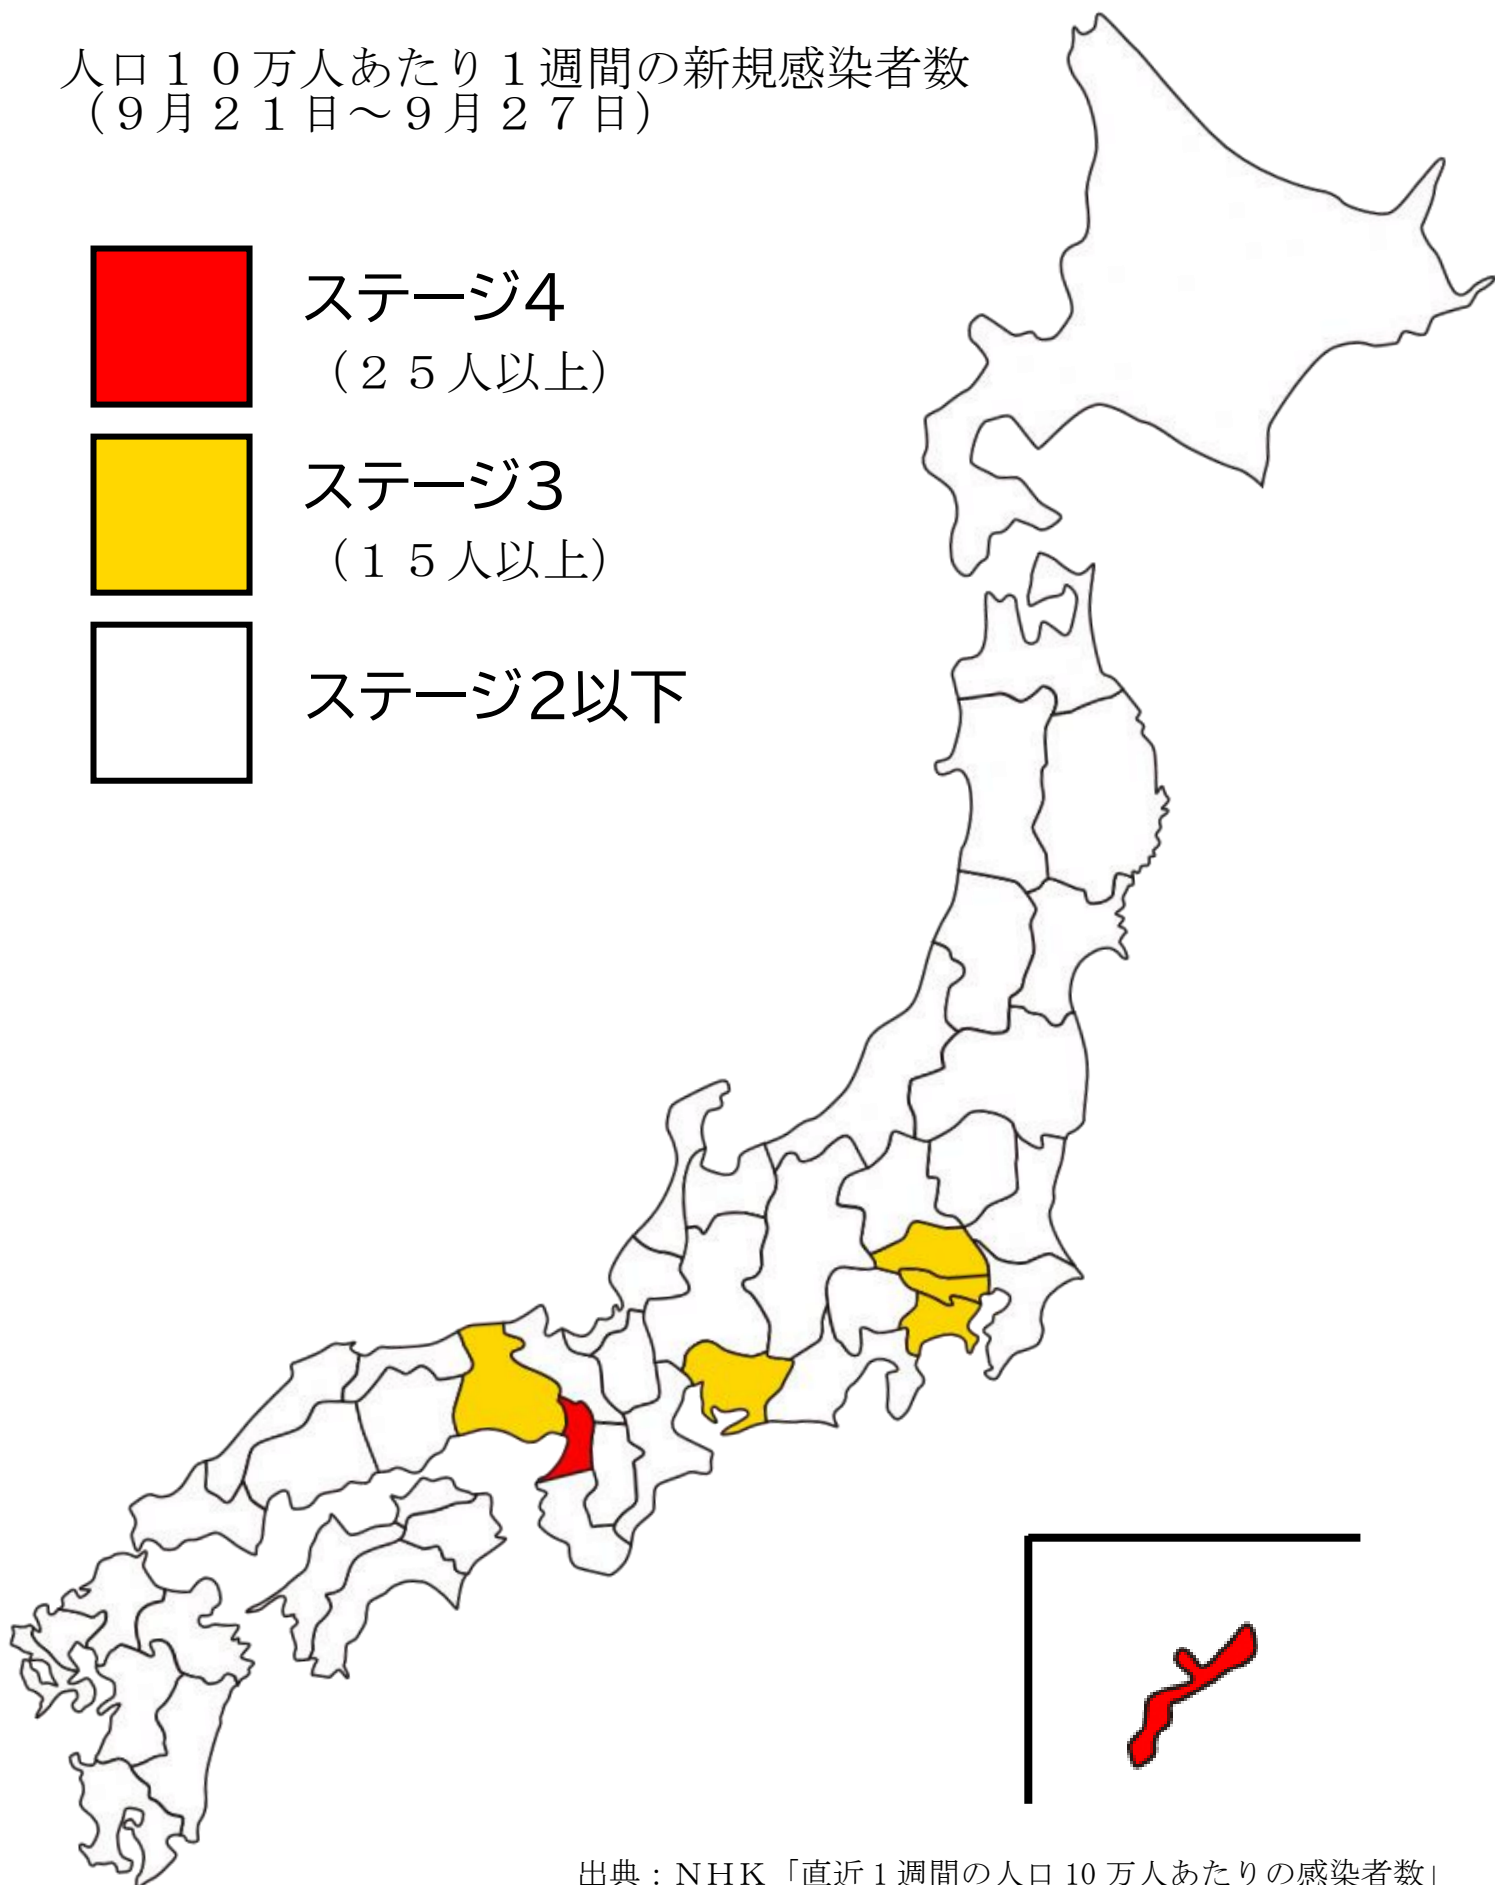 人口１０万人あたり１週間の新規感染者数
（９月２１日～９月２７日）
ステージ4
（２５人以上）
ステージ3
（１５人以上）
ステージ2以下
出典：ＮＨＫ「直近１週間の人口 10 万人あたりの感染者数」